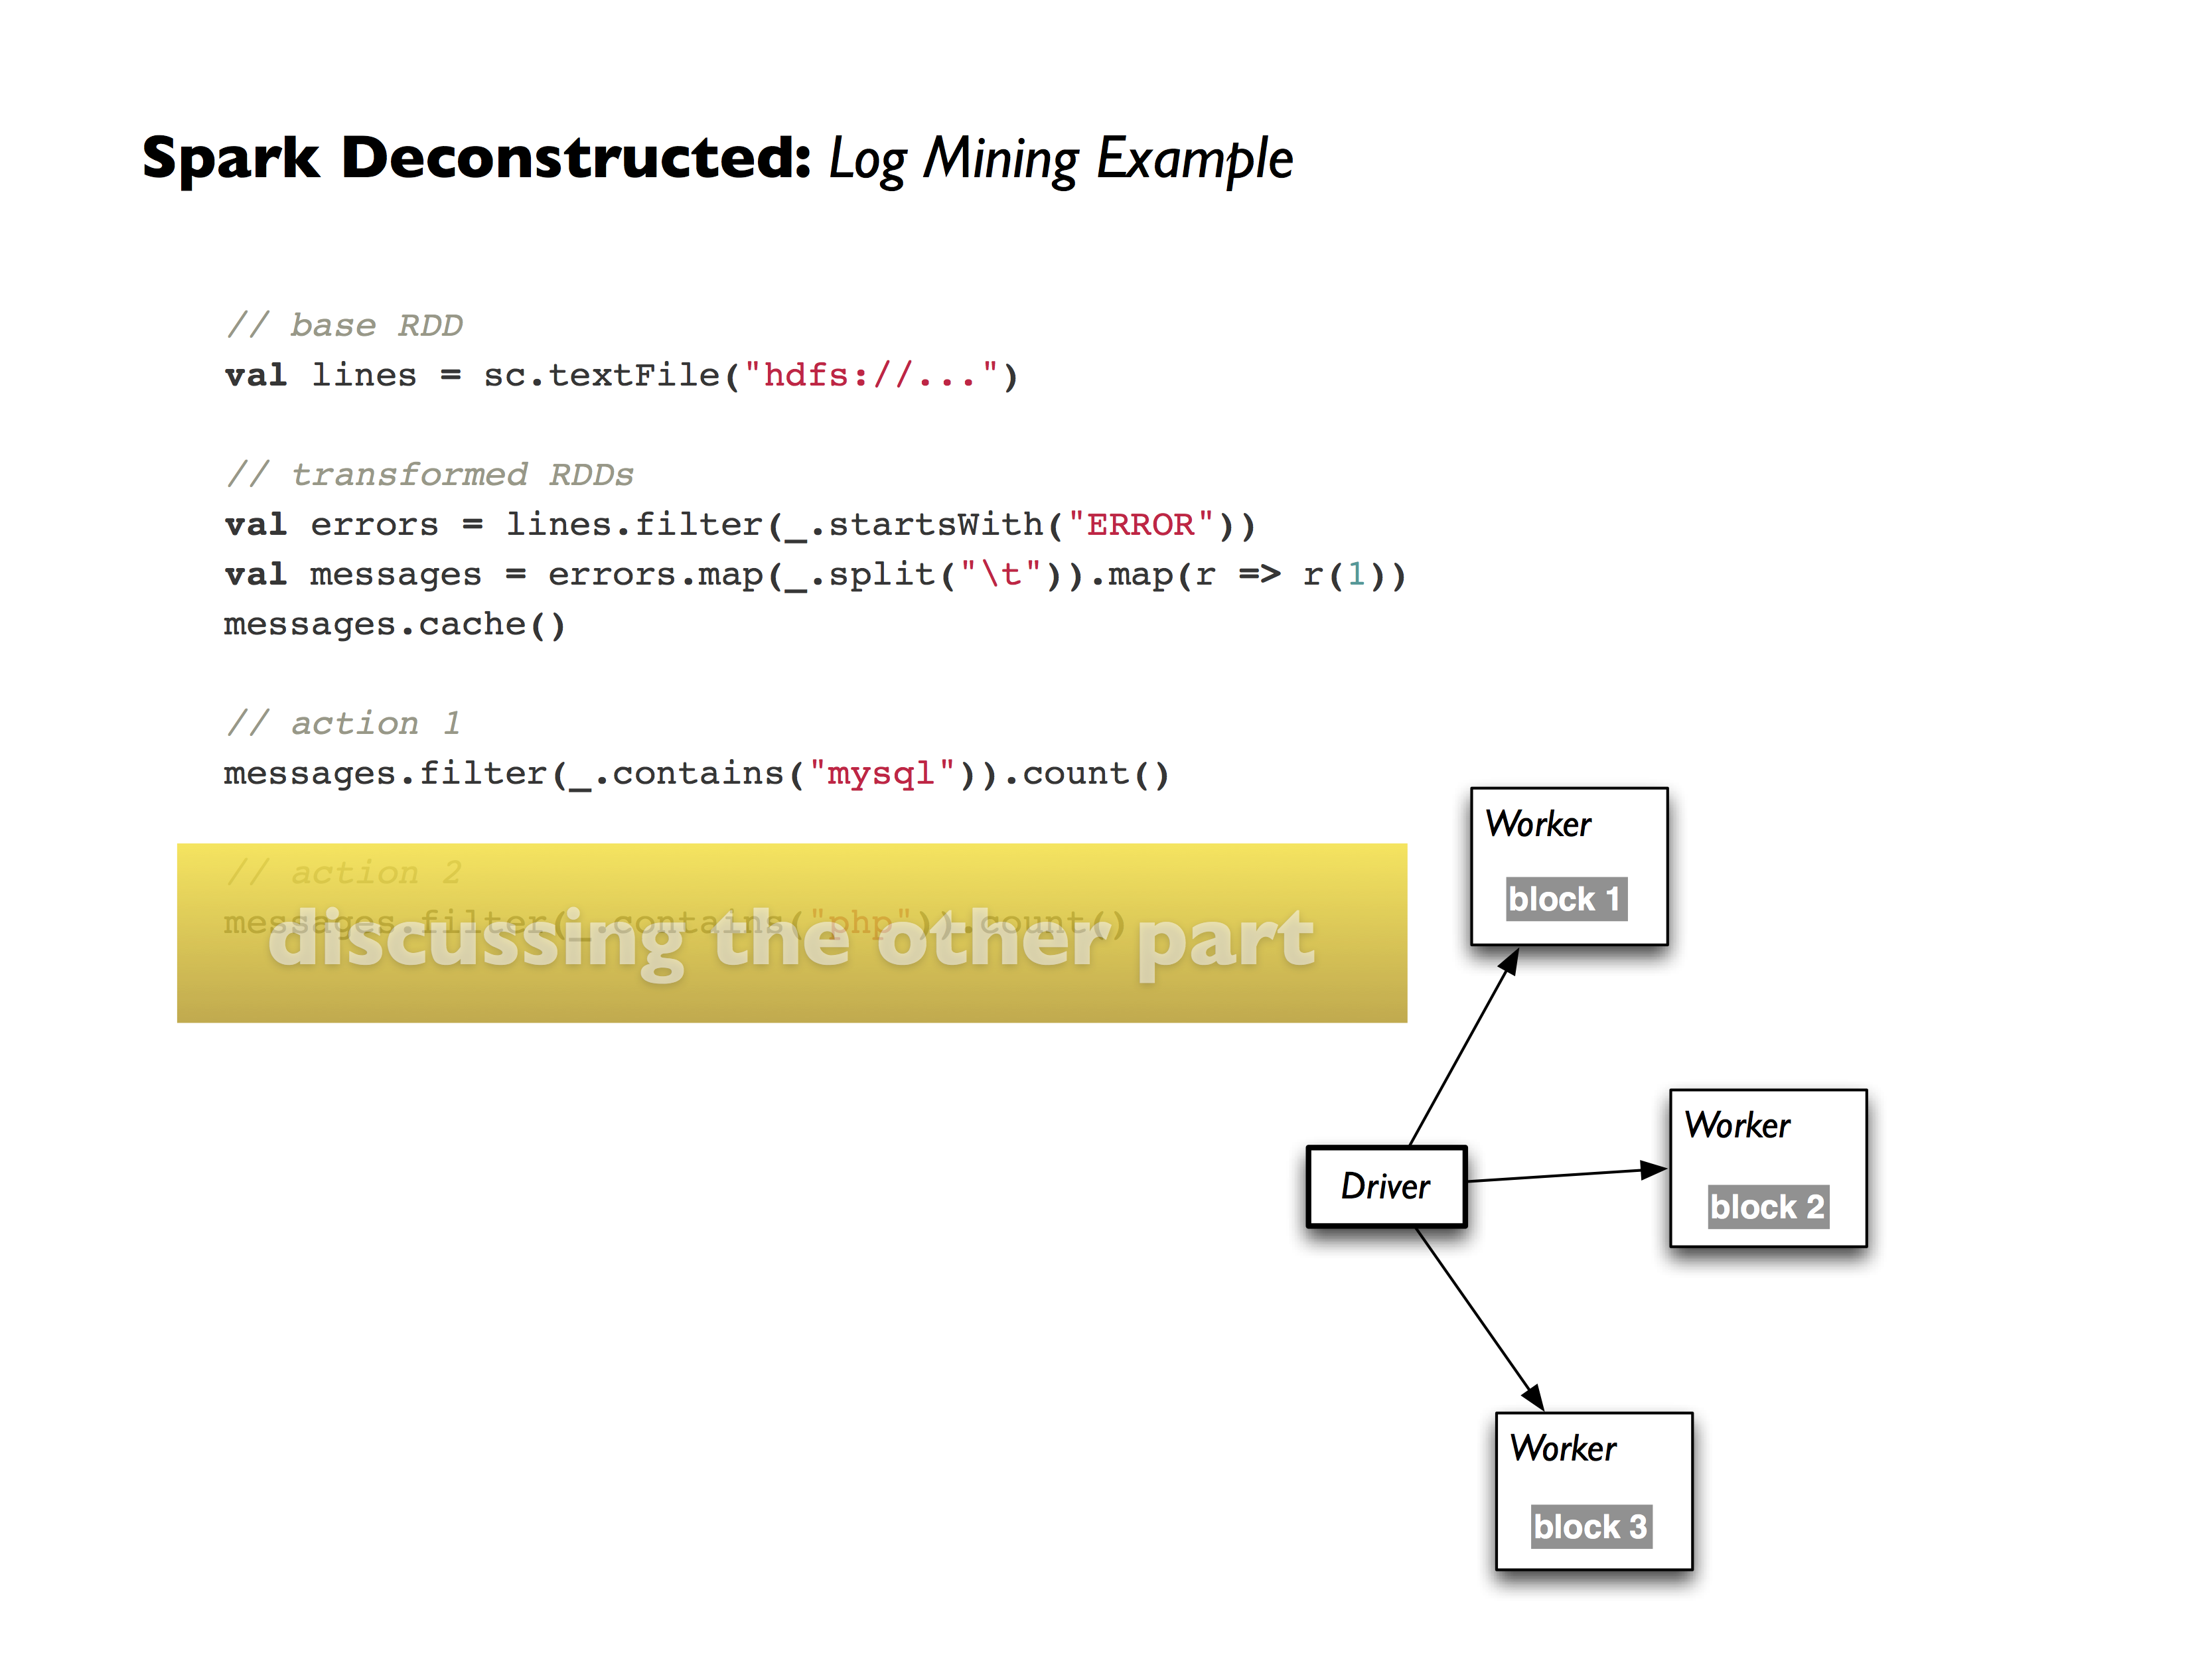 Spark Deconstructed: Log Mining Example
// base RDD
val lines = sc.textFile("hdfs://...")
// transformed RDDs
val errors = lines.filter(_.startsWith("ERROR"))
val messages = errors.map(_.split("\t")).map(r => r(1))
messages.cache()
// action 1
messages.filter(_.contains("mysql")).count()
// action 2
messages.filter(_.contains("php")).count()
discussing the other part
Worker
block 1
Worker
block 2
Driver
Worker
block 3